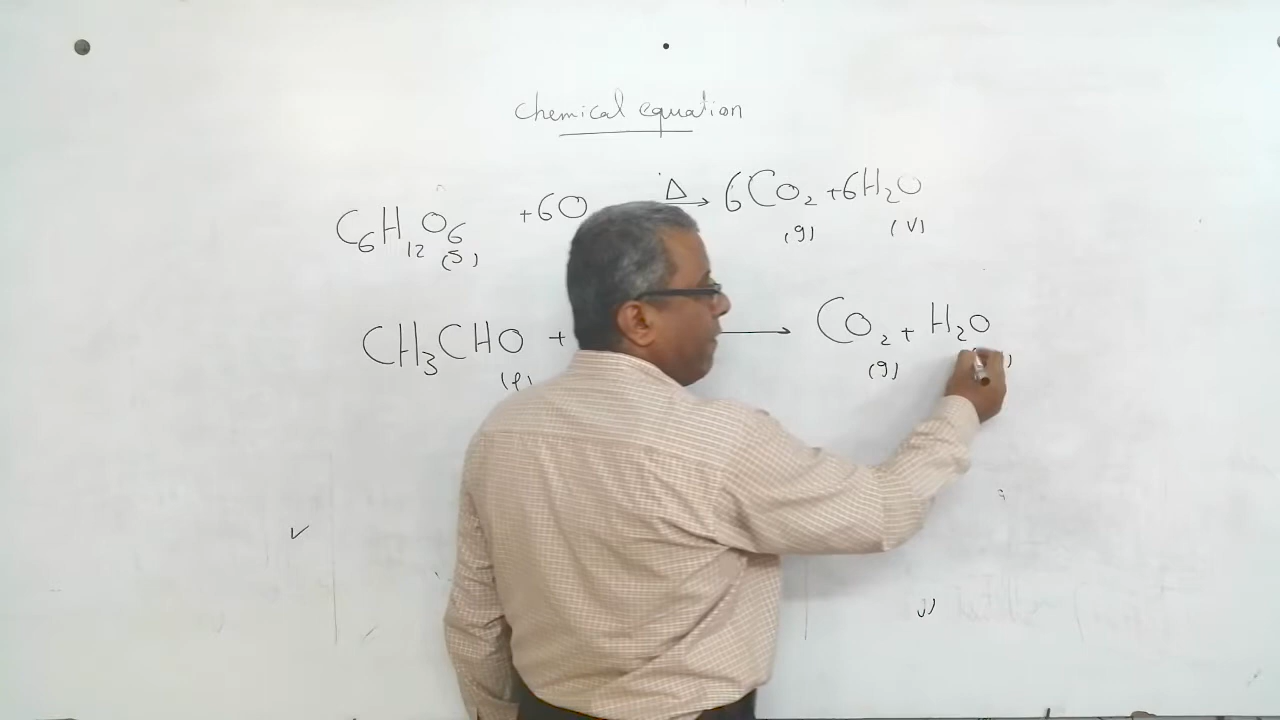 Chemical equation
C6H12O6 +6O Δ → 6CO2 +6H2O
(s) (g) (v)
CH3CHO + → CO2 + H2O
(l) (g)